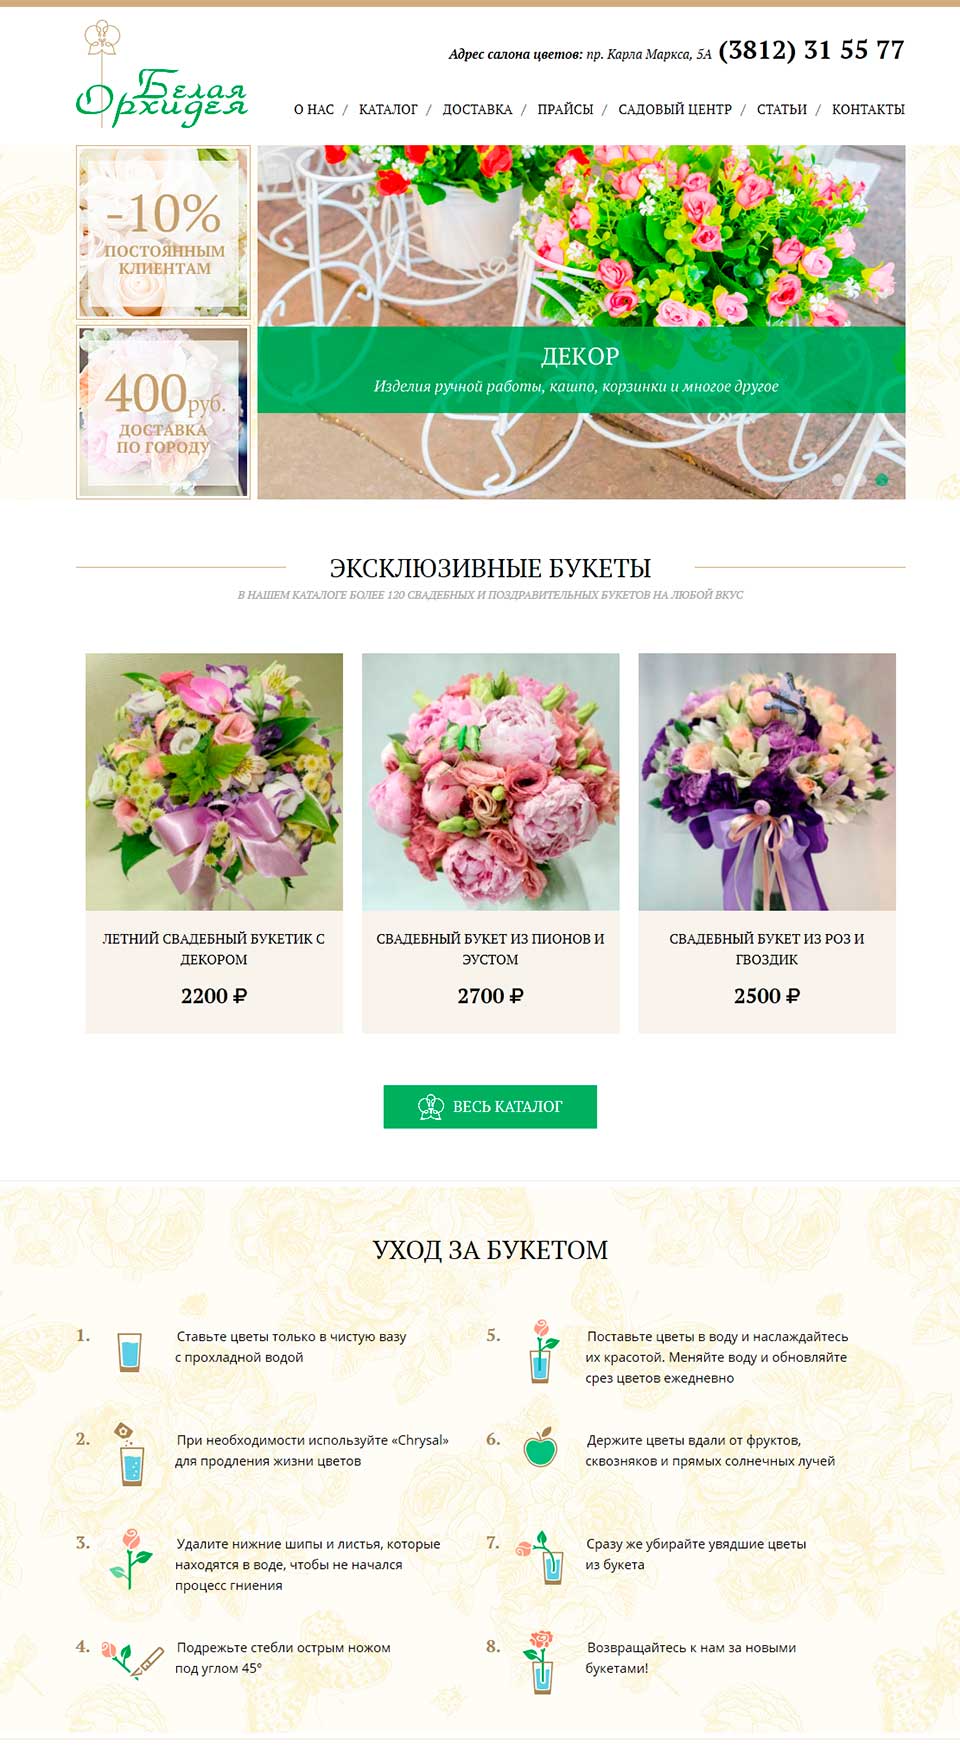 Адрес салона цветов: пр. Карла Маркса, 5А (3812) 31 55 77
Белая
Орхидея
О НАС / КАТАЛОГ / ДОСТАВКА / ПРАЙСЫ / САДОВЫЙ ЦЕНТР / СТАТЬИ / КОНТАКТЫ
-10%
ПОСТОЯННЫМ
КЛИЕНТАМ
400руб.
ДОСТАВКА
ПО ГОРОДУ
ДЕКОР
Изделия ручной работы, кашпо, корзинки и многое другое
ЭКСКЛЮЗИВНЫЕ БУКЕТЫ
В НАШЕМ КАТАЛОГЕ БОЛЕЕ 120 СВАДЕБНЫХ И ПОЗДРАВИТЕЛЬНЫХ БУКЕТОВ НА ЛЮБОЙ ВКУС
ЛЕТНИЙ СВАДЕБНЫЙ БУКЕТИК С
ДЕКОРОМ
2200 ₽
СВАДЕБНЫЙ БУКЕТ ИЗ ПИОНОВ И
ЭУСТОМ
2700 ₽
СВАДЕБНЫЙ БУКЕТ ИЗ РОЗ И
ГВОЗДИК
2500 ₽
ВЕСЬ КАТАЛОГ
УХОД ЗА БУКЕТОМ
1. Ставьте цветы только в чистую вазу
с прохладной водой
2. При необходимости используйте «Chrysal»
для продления жизни цветов
3. Удалите нижние шипы и листья, которые
находятся в воде, чтобы не начался
процесс гниения
4. Подрежьте стебли острым ножом
под углом 45°
5. Поставьте цветы в воду и наслаждайтесь
их красотой. Меняйте воду и обновляйте
срез цветов ежедневно
6. Держите цветы вдали от фруктов,
сквозняков и прямых солнечных лучей
7. Сразу же убирайте увядшие цветы
из букета
8. Возвращайтесь к нам за новыми
букетами!